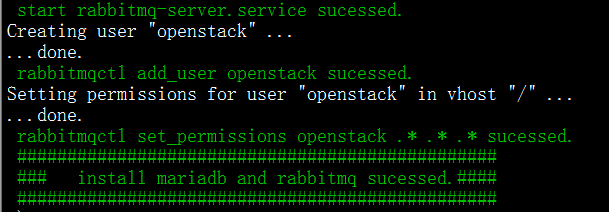 start rabbitmq-server.service sucessed.
Creating user "openstack" ...
...done.
rabbitmqctl add_user openstack sucessed.
Setting permissions for user "openstack" in vhost "/" ...
...done.
rabbitmqctl set_permissions openstack .* .* .* sucessed.
################################################
### install mariadb and rabbitmq sucessed.####
################################################